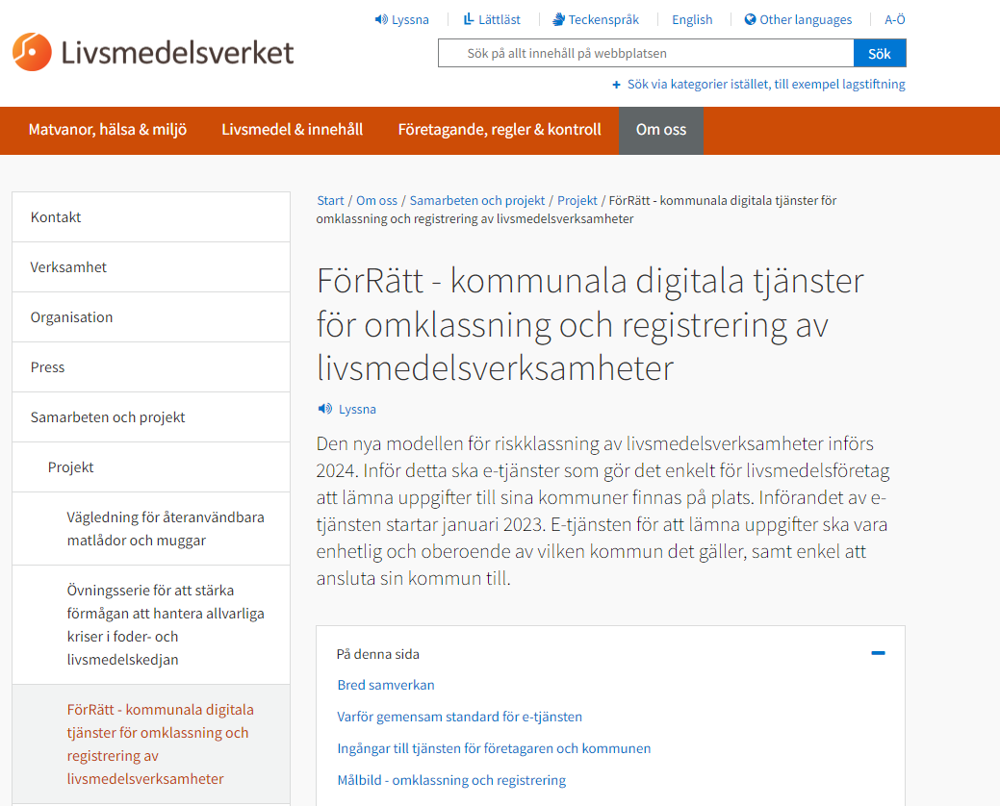 Lyssna
Lättläst
Teckenspråk
English
Other languages
A-Ö
Livsmedelsverket
Sök på allt innehåll på webbplatsen
Sök
+ Sök via kategorier istället, till exempel lagstiftning
Matvanor, hälsa & miljö
Livsmedel & innehåll
Företagande, regler & kontroll
Om oss
Kontakt
Verksamhet
Organisation
Press
Samarbeten och projekt
Projekt
Vägledning för återanvändbara
matlådor och muggar
Övningsserie för att stärka
förmågan att hantera allvarliga
kriser i foder- och
livsmedelskedjan
FörRätt - kommunala digitala
tjänster för omklassning och
registrering av
livsmedelsverksamheter
Start / Om oss / Samarbeten och projekt / Projekt / FörRätt - kommunala digitala tjänster för
omklassning och registrering av livsmedelsverksamheter
FörRätt - kommunala digitala tjänster
för omklassning och registrering av
livsmedelsverksamheter
Lyssna
Den nya modellen för riskklassning av livsmedelsverksamheter införs
2024. Inför detta ska e-tjänster som gör det enkelt för livsmedelsföretag
att lämna uppgifter till sina kommuner finnas på plats. Införandet av e-
tjänsten startar januari 2023. E-tjänsten för att lämna uppgifter ska vara
enhetlig och oberoende av vilken kommun det gäller, samt enkel att
ansluta sin kommun till.
På denna sida
Bred samverkan
Varför gemensam standard för e-tjänsten
Ingångar till tjänsten för företagaren och kommunen
Målbild - omklassning och registrering